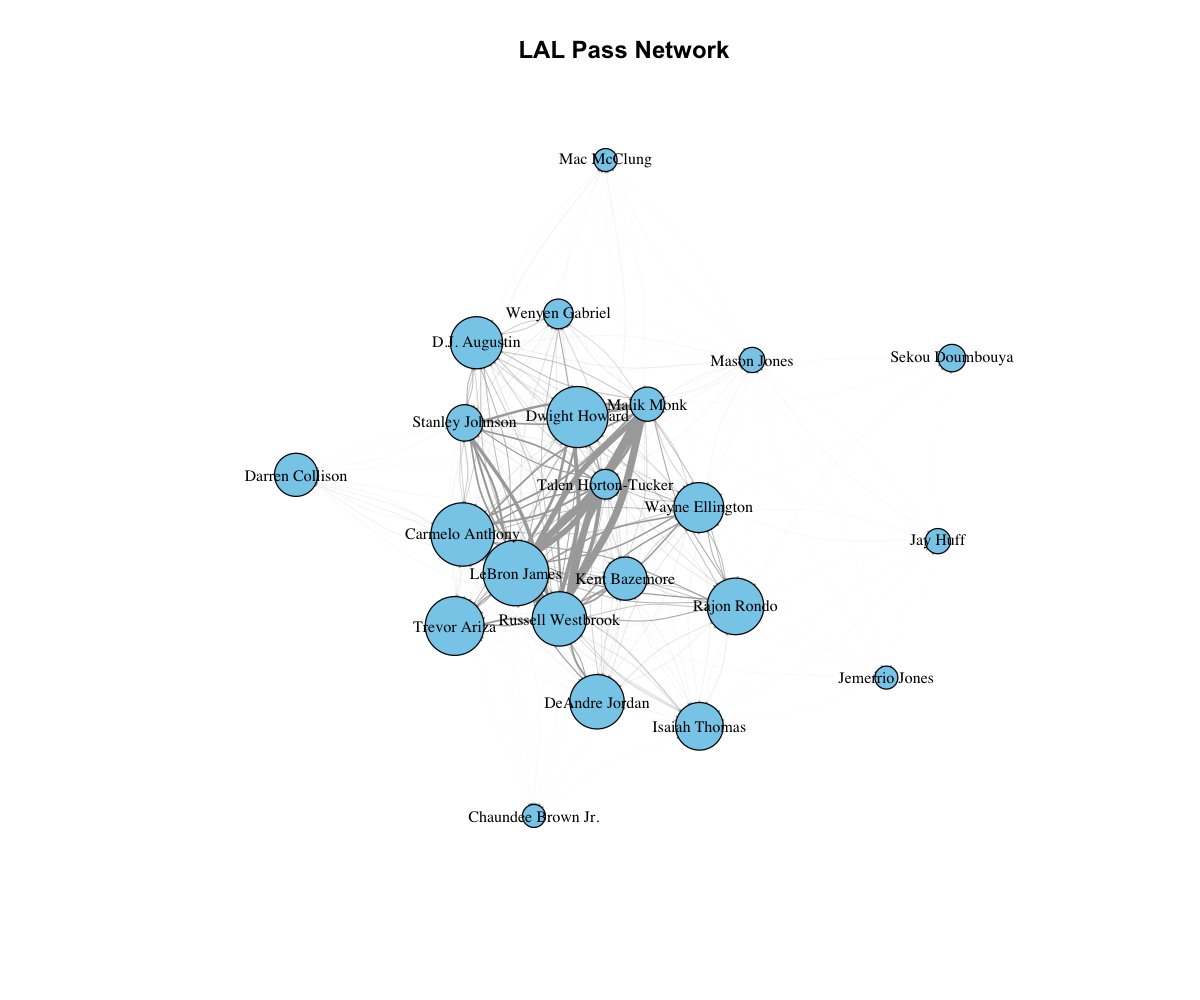 LAL Pass Network
Mac McClung
Wenyen Gabriel
D.J. Augustin
Mason Jones
Sekou Doumbouya
Malik Monk
Dwight Howard
Stanley Johnson
Darren Collison
Talen Horton-Tucker
Wayne Ellington
Carmelo Anthony
Jay Huff
LeBron James
Kent Bazemore
Rajon Rondo
Russell Westbrook
Trevor Ariza
Jemerrio Jones
DeAndre Jordan
Isaiah Thomas
Chaundee Brown Jr.